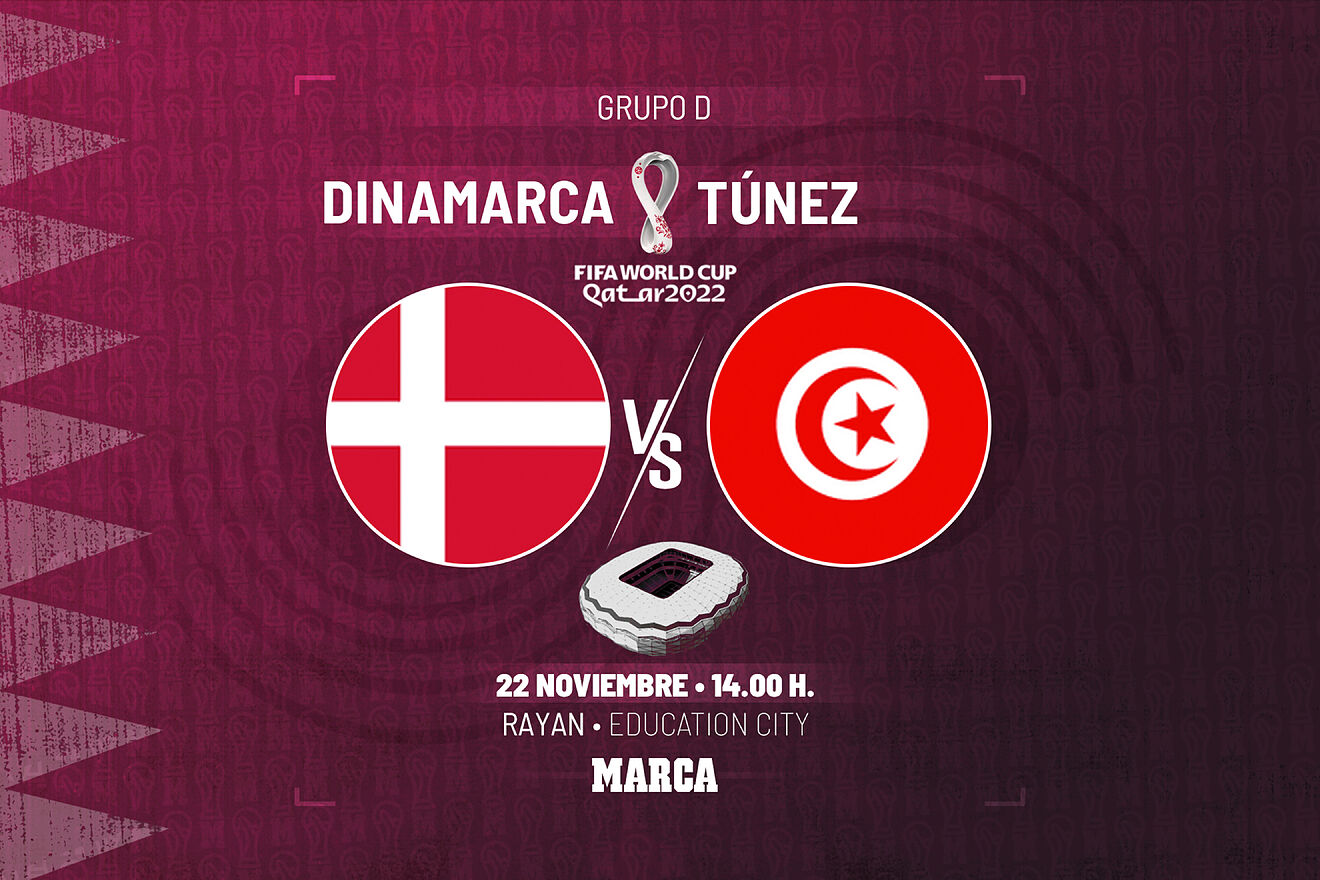 GRUPO D
DINAMARCA TÚNEZ
FIFA WORLD CUP
Qatar2022
VS
22 NOVIEMBRE • 14.00 H.
RAYAN • EDUCATION CITY
MARCA